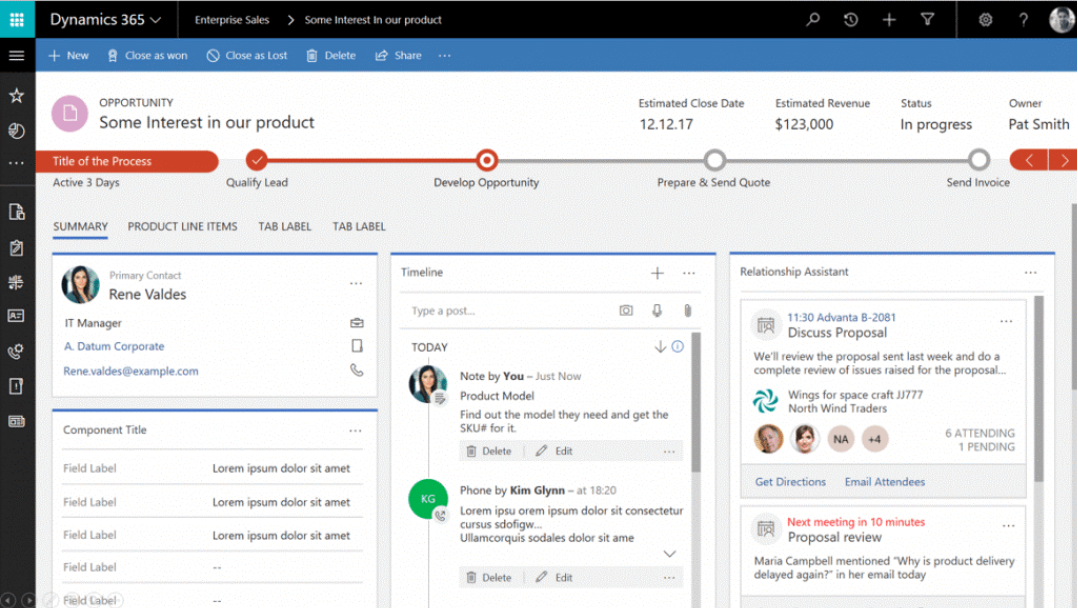 Dynamics 365
Enterprise Sales
Some Interest In our product
New
Close as won
Close as Lost
Delete
Share
OPPORTUNITY
Some Interest in our product
Estimated Close Date
12.12.17
Estimated Revenue
$123,000
Status
In progress
Owner
Pat Smith
Title of the Process
Active 3 Days
Qualify Lead
Develop Opportunity
Prepare & Send Quote
Send Invoice
SUMMARY
PRODUCT LINE ITEMS
TAB LABEL
TAB LABEL
Primary Contact
Rene Valdes
IT Manager
A. Datum Corporate
Rene.valdes@example.com
Component Title
Field Label
Lorem ipsum dolor sit amet
Field Label
Lorem ipsum dolor sit amet
Field Label
Lorem ipsum dolor sit amet
Field Label
--
Field Label
--
Timeline
Type a post...
TODAY
Note by You – Just Now
Product Model
Find out the model they need and get the
SKU# for it.
Delete
Edit
KG
Phone by Kim Glynn – at 18:20
Lorem ipsu orem ipsum dolor sit consectetur
cursus sdofigw...
Ullamcorquis sodales dolor sit ame
Delete
Edit
Relationship Assistant
11:30 Advanta B-2081
Discuss Proposal
We'll review the proposal sent last week and do a
complete review of issues raised for the proposal...
Wings for space craft JJ777
North Wind Traders
NA
+4
6 ATTENDING
1 PENDING
Get Directions
Email Attendees
Next meeting in 10 minutes
Proposal review
Maria Campbell mentioned "Why is product delivery
delayed again?" in her email today